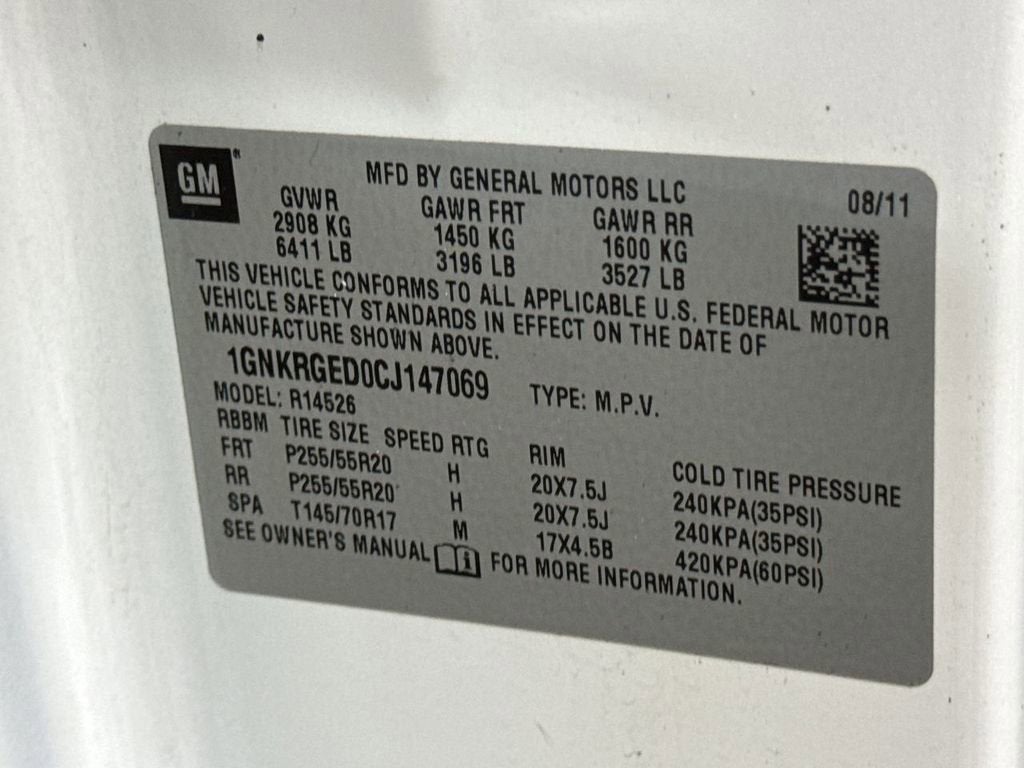 GM
MFD BY GENERAL MOTORS LLC 08/11
GVWR GAWR FRT GAWR RR
2908 KG 1450 KG 1600 KG
6411 LB 3196 LB 3527 LB
THIS VEHICLE CONFORMS TO ALL APPLICABLE U.S. FEDERAL MOTOR
VEHICLE SAFETY STANDARDS IN EFFECT ON THE DATE OF
MANUFACTURE SHOWN ABOVE.
1GNKRGED0CJ147069 TYPE: M.P.V.
MODEL: R14526
RBBM TIRE SIZE SPEED RTG RIM COLD TIRE PRESSURE
FRT P255/55R20 H 20X7.5J 240KPA(35PSI)
RR P255/55R20 H 20X7.5J 240KPA(35PSI)
SPA T145/70R17 M 17X4.5B 420KPA(60PSI)
SEE OWNER'S MANUAL i FOR MORE INFORMATION.